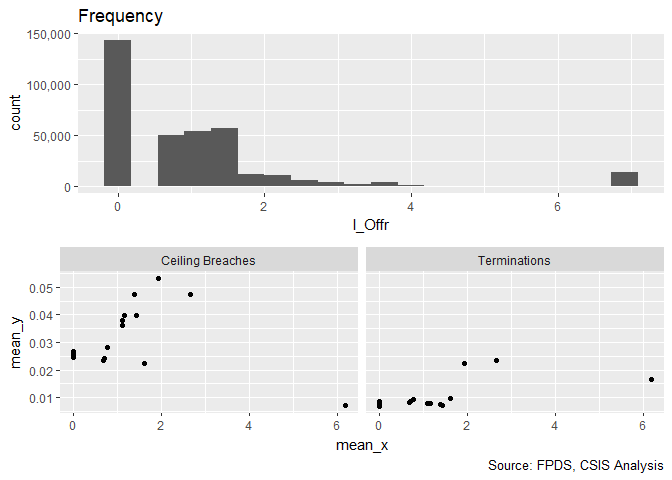 Frequency
150,000
100,000
50,000
0
count
0 2 4 6
l_Offr
Ceiling Breaches Terminations
0.05
0.04
0.03
0.02
0.01
mean_y
0 2 4 6 0 2 4 6
mean_x
Source: FPDS, CSIS Analysis